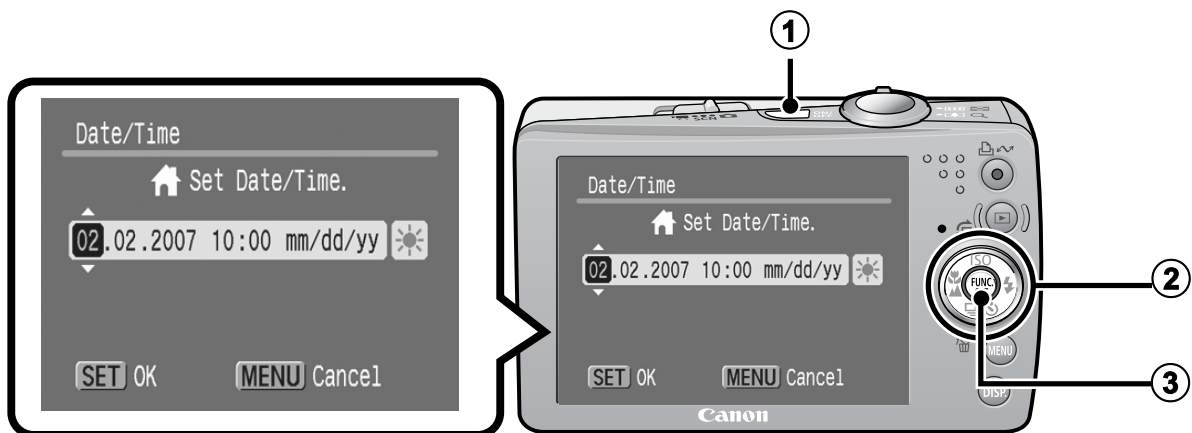 1
Date/Time
Set Date/Time.
02.02.2007 10:00 mm/dd/yy
SET OK MENU Cancel
Date/Time
Set Date/Time.
02.02.2007 10:00 mm/dd/yy
SET OK MENU Cancel
Canon
ISO
FUNC.
MENU
DISP.
2
3